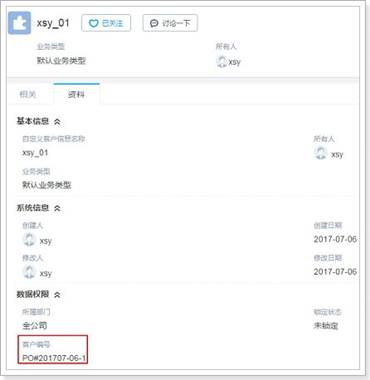 xsy_01 已关注 讨论一下
业务类型 所有人
默认业务类型 xsy
相关 资料
基本信息
自定义客户信息名称 所有人
xsy_01 xsy
业务类型
默认业务类型
系统信息
创建人 创建日期
xsy 2017-07-06
修改人 修改日期
xsy 2017-07-06
数据权限
所属部门 锁定状态
全公司 未锁定
客户编号
PO#201707-06-1